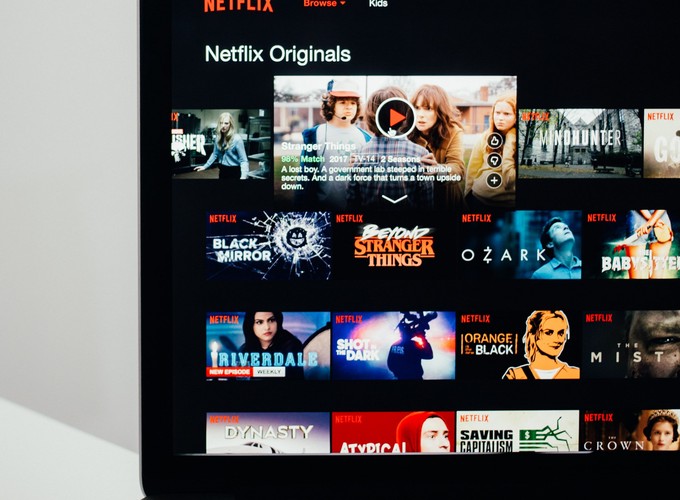 NETFLIX
Browse
Kids
Netflix Originals
Stranger Things
98% Match 2017 TV-14 2 Seasons
A lost boy. A government lab steeped in terrible
secrets. And a dark force that turns a town upside
down.
NETFLIX
MINDHUNTER
NETFLIX
NETFLIX
BLACK
MIRROR
NETFLIX
BEYOND
STRANGER
THINGS
NETFLIX
OZARK
NETFLIX
NETFLIX
RIVERDALE
NEW EPISODE WEEKLY
NETFLIX
SHOT
IN THE
DARK
NETFLIX
ORANGE
IS THE NEW
BLACK
NETFLIX
THE
MIST
NETFLIX
DYNASTY
NETFLIX
ATYPICAL
NETFLIX
SAVING
CAPITALISM
NETFLIX
THE
CROWN